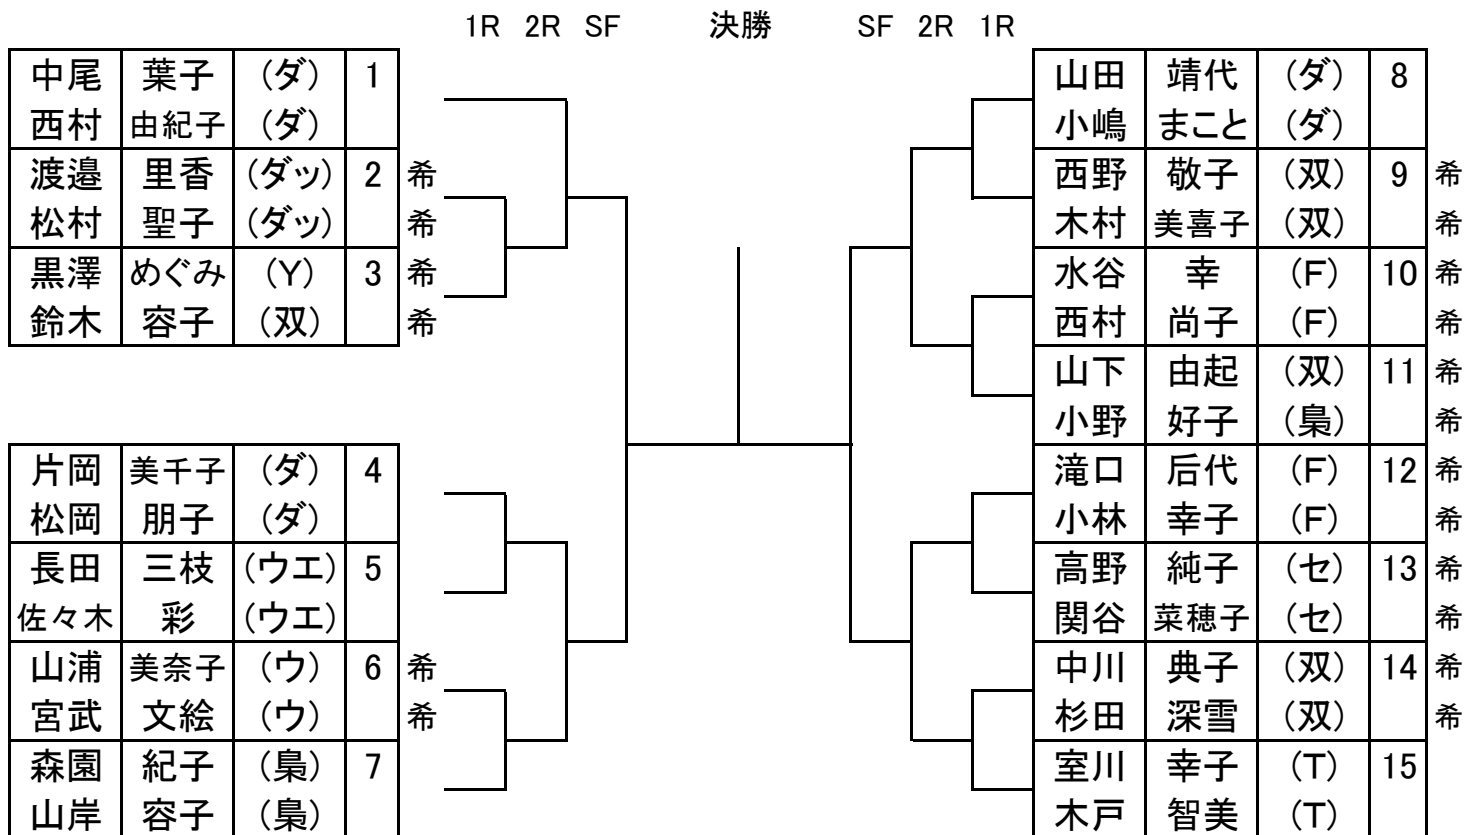 1R 2R SF 決勝 SF 2R 1R
中尾 葉子 (ダ) 1
西村 由紀子 (ダ)
渡邉 里香 (ダッ) 2 希
松村 聖子 (ダッ) 希
黒澤 めぐみ (Y) 3 希
鈴木 容子 (双) 希
片岡 美千子 (ダ) 4
松岡 朋子 (ダ)
長田 三枝 (ウエ) 5
佐々木 彩 (ウエ)
山浦 美奈子 (ウ) 6 希
宮武 文絵 (ウ) 希
森園 紀子 (梟) 7
山岸 容子 (梟)
山田 靖代 (ダ) 8
小嶋 まこと (ダ)
西野 敬子 (双) 9 希
木村 美喜子 (双) 希
水谷 幸 (F) 10 希
西村 尚子 (F) 希
山下 由起 (双) 11 希
小野 好子 (梟) 希
滝口 后代 (F) 12 希
小林 幸子 (F) 希
高野 純子 (セ) 13 希
関谷 菜穂子 (セ) 希
中川 典子 (双) 14 希
杉田 深雪 (双) 希
室川 幸子 (T) 15
木戸 智美 (T)